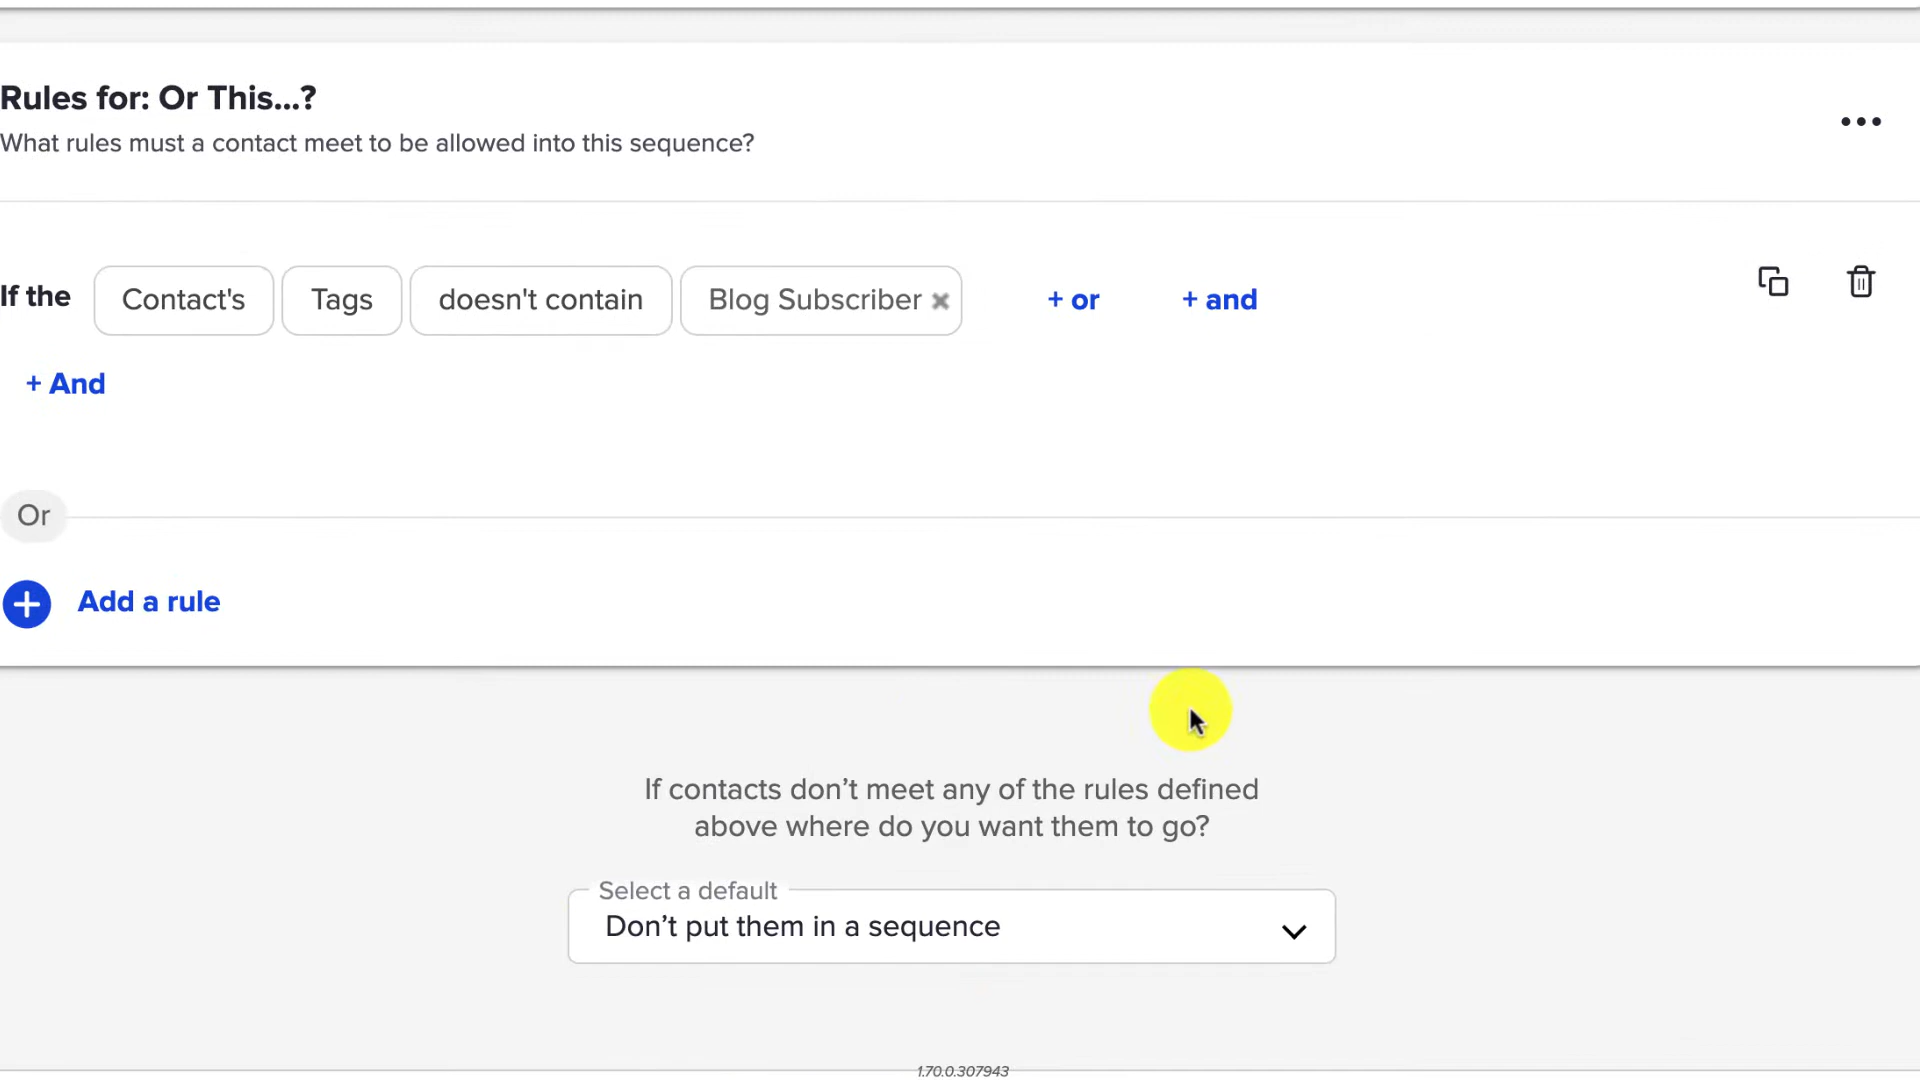 Rules for: Or This...?
What rules must a contact meet to be allowed into this sequence?
If the Contact's Tags doesn't contain Blog Subscriber × + or + and
+ And
Or
+ Add a rule
If contacts don’t meet any of the rules defined
above where do you want them to go?
Select a default
Don’t put them in a sequence
1.70.0.307943